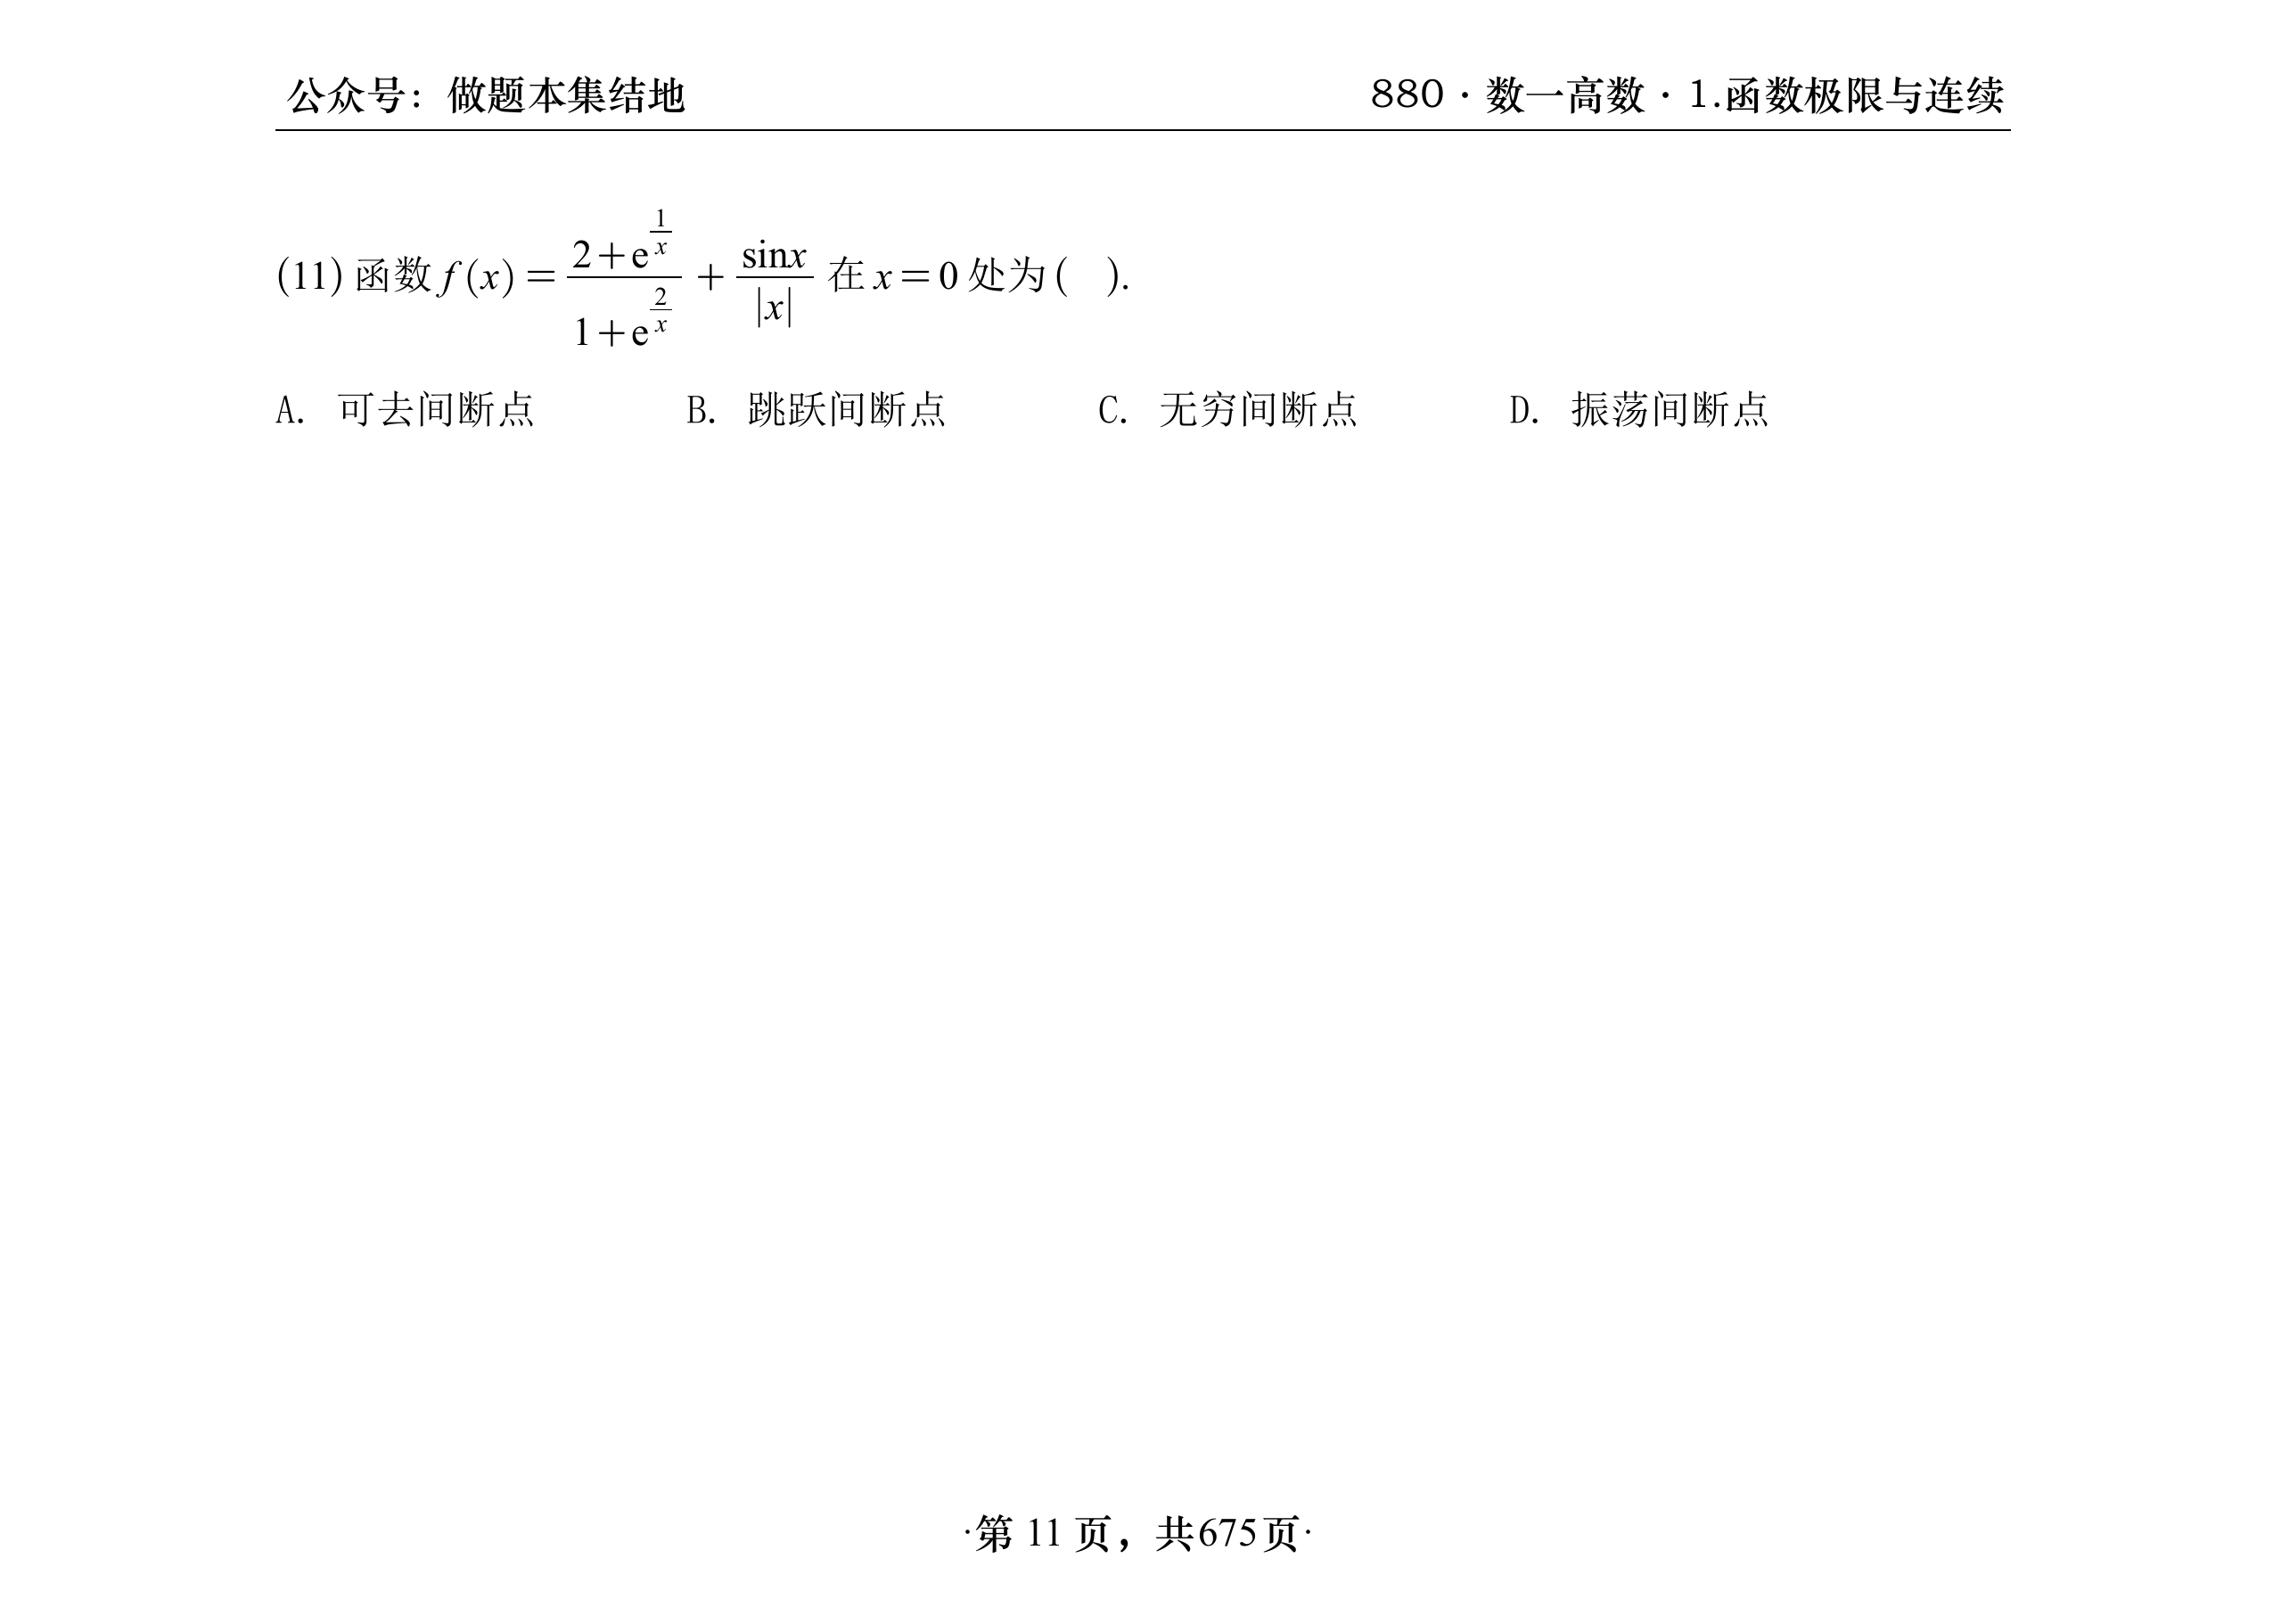 公众号：做题本集结地 880·数一高数·1.函数极限与连续
(11) 函数 f(x) = \frac{2+e^{\frac{1}{x}}}{1+e^{\frac{2}{x}}} + \frac{\sin x}{|x|} 在 x=0 处为(   ).
A. 可去间断点 B. 跳跃间断点 C. 无穷间断点 D. 振荡间断点
·第 11 页，共675页·